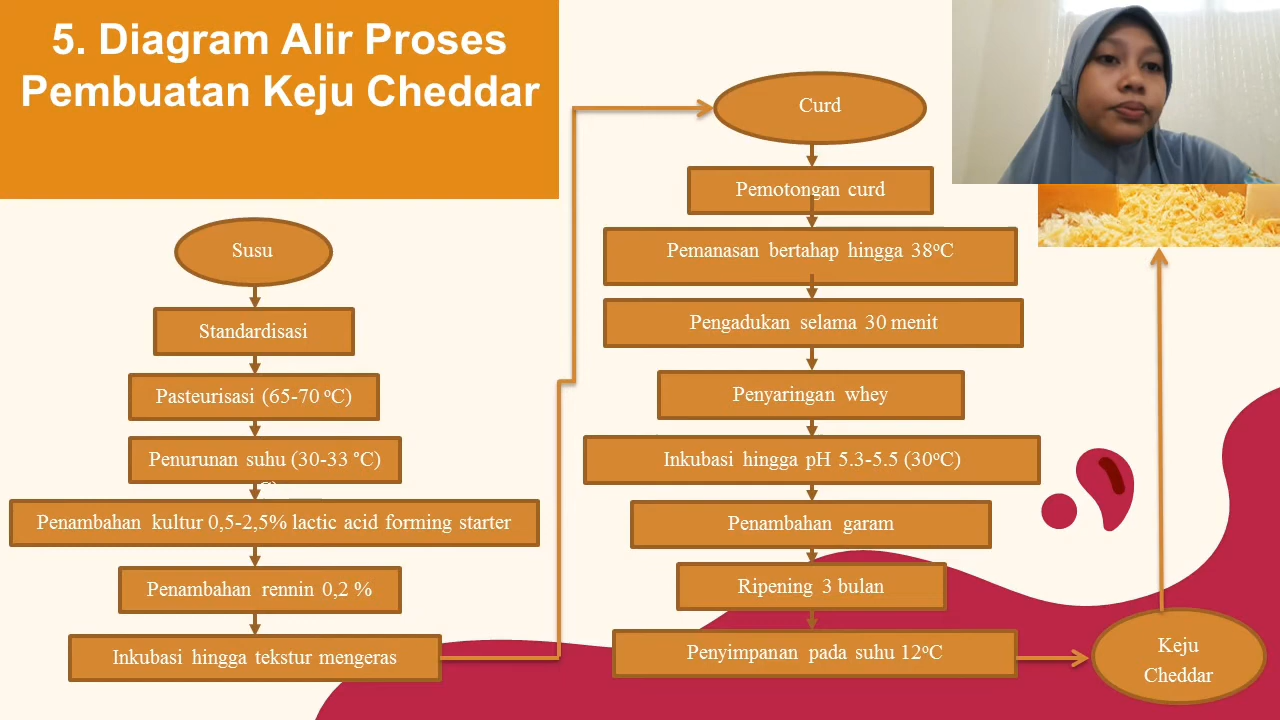 5. Diagram Alir Proses
Pembuatan Keju Cheddar
Susu
Standardisasi
Pasteurisasi (65-70 ᵒC)
Penurunan suhu (30-33 °C)
C)
Penambahan kultur 0,5-2,5% lactic acid forming starter
Penambahan rennin 0,2 %
Inkubasi hingga tekstur mengeras
Curd
Pemotongan curd
Pemanasan bertahap hingga 38ᵒC
Pengadukan selama 30 menit
Penyaringan whey
Inkubasi hingga pH 5.3-5.5 (30ᵒC)
Penambahan garam
Ripening 3 bulan
Penyimpanan pada suhu 12ᵒC
Keju
Cheddar